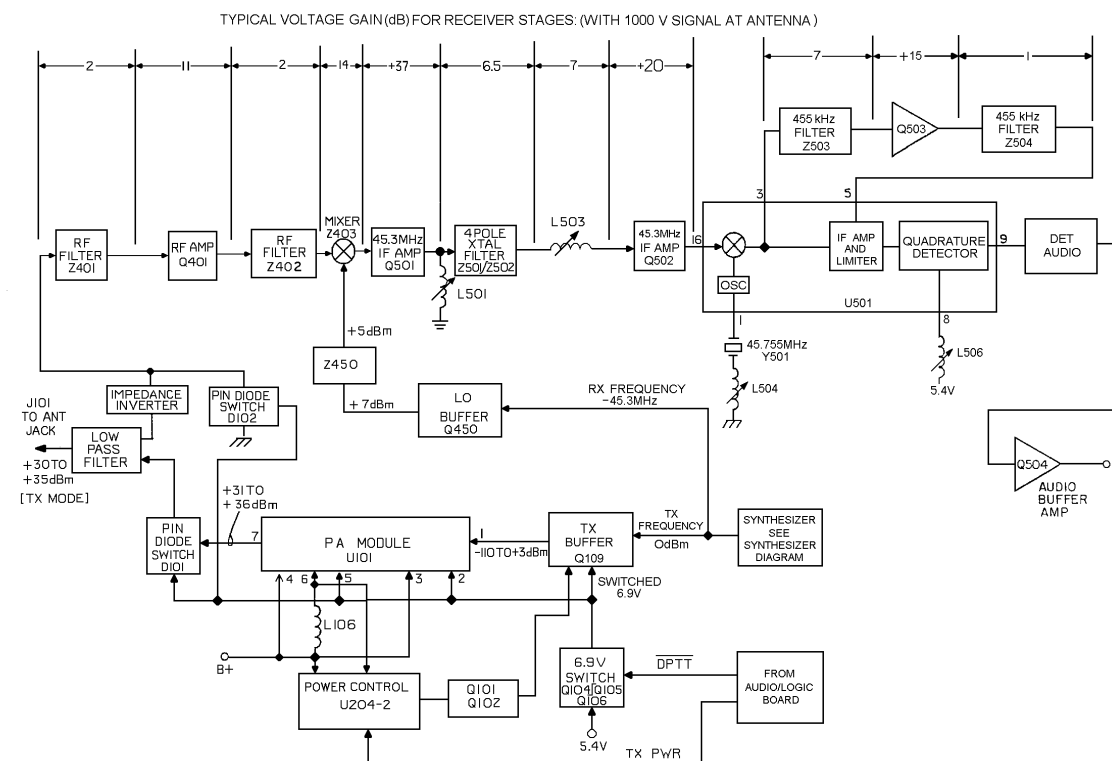 TYPICAL VOLTAGE GAIN (dB) FOR RECEIVER STAGES: (WITH 1000 V SIGNAL AT ANTENNA)
2
11
2
14
+37
6.5
7
+20
7
+15
1
455 kHz
FILTER
Z503
Q503
455 kHz
FILTER
Z504
3
5
RF
FILTER
Z401
RF AMP
Q401
RF
FILTER
Z402
MIXER
Z403
45.3MHz
IF AMP
Q501
4POLE
XTAL
FILTER
Z501/Z502
L503
45.3MHz
IF AMP
Q502
16
IF AMP
AND
LIMITER
QUADRATURE
DETECTOR
9
DET
AUDIO
OSC
U501
L501
1
8
45.755MHz
Y501
L504
L506
5.4V
+5dBm
Z450
+7dBm
LO
BUFFER
Q450
RX FREQUENCY
-45.3MHz
IMPEDANCE
INVERTER
PIN DIODE
SWITCH
D102
J101
TO ANT
JACK
LOW
PASS
FILTER
+30TO
+35dBm
[TX MODE]
+31TO
+36dBm
Q504
AUDIO
BUFFER
AMP
PIN
DIODE
SWITCH
D101
7
PA MODULE
U101
1
-110TO+3dBm
TX
BUFFER
Q109
TX
FREQUENCY
0dBm
SYNTHESIZER
SEE
SYNTHESIZER
DIAGRAM
4
6
5
3
2
SWITCHED
6.9V
L106
B+
POWER CONTROL
U204-2
Q101
Q102
6.9V
SWITCH
Q104,Q105
Q106
DPTT
FROM
AUDIO/LOGIC
BOARD
5.4V
TX PWR